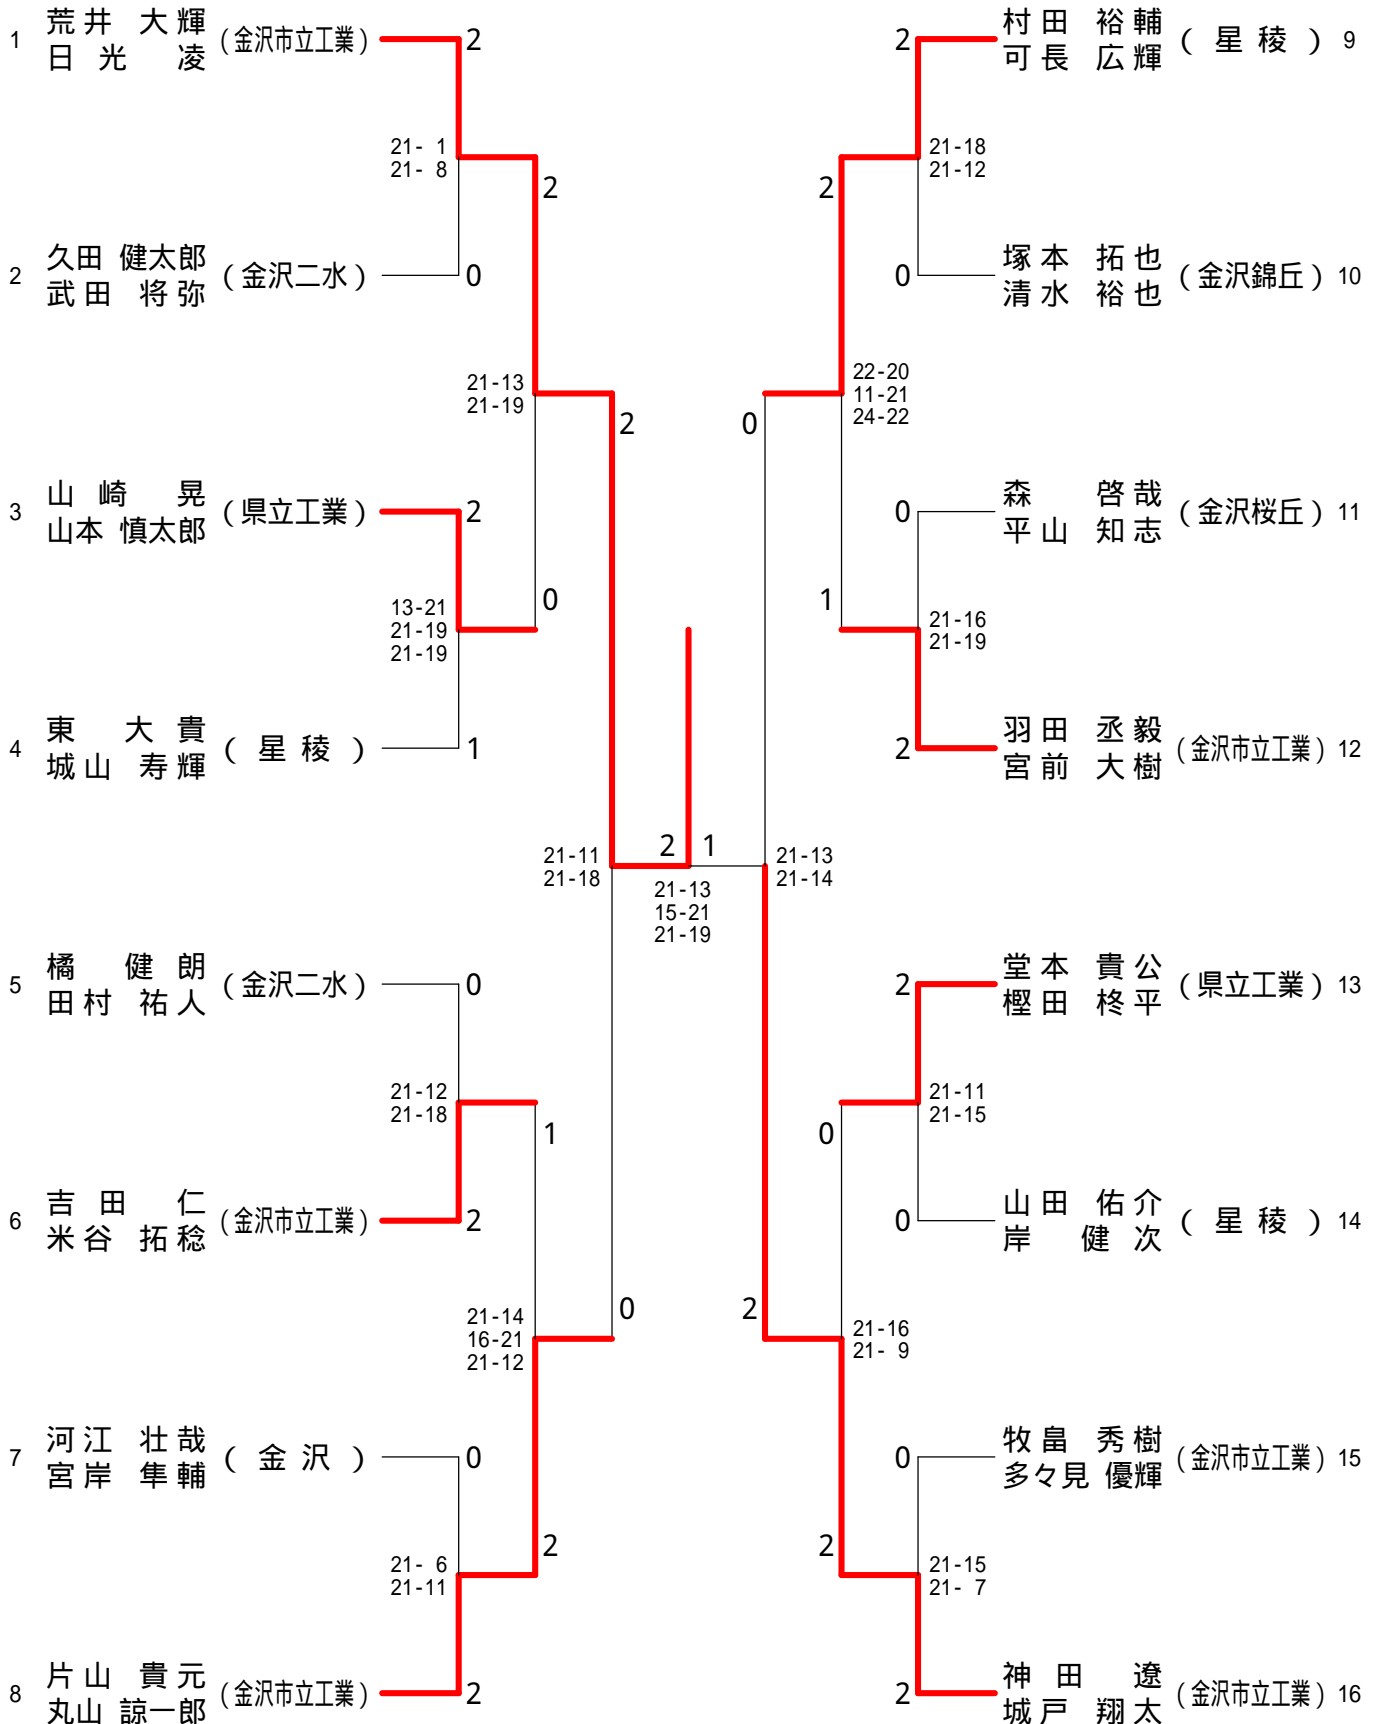 1 荒井 大輝 (金沢市立工業) 2
日光 凌
21- 1
21- 8
2
2 久田 健太郎 (金沢二水) 0
武田 将弥
21-13
21-19
2
3 山崎 晃 (県立工業) 2
山本 慎太郎
13-21
21-19
21-19
0
4 東 大貴 (星稜) 1
城山 寿輝
21-11
21-18
5 橘 健朗 (金沢二水) 0
田村 祐人
21-12
21-18
1
6 吉田 仁 (金沢市立工業) 2
米谷 拓稔
21-14
16-21
21-12
0
7 河江 壮哉 (金沢) 0
宮岸 隼輔
21- 6
21-11
2
8 片山 貴元 (金沢市立工業) 2
丸山 諒一郎
2 1
21-13
15-21
21-19
2 村田 裕輔 (星稜) 9
可長 広輝
21-18
21-12
2
0 塚本 拓也 (金沢錦丘) 10
清水 裕也
22-20
11-21
24-22
0
0 森 啓哉 (金沢桜丘) 11
平山 知志
21-16
21-19
1
2 羽田 丞毅 (金沢市立工業) 12
宮前 大樹
21-13
21-14
2 堂本 貴公 (県立工業) 13
樫田 柊平
21-11
21-15
0
0 山田 佑介 (星稜) 14
岸 健次
21-16
21- 9
2
0 牧畠 秀樹 (金沢市立工業) 15
多々見 優輝
21-15
21- 7
2
2 神田 遼 (金沢市立工業) 16
城戸 翔太